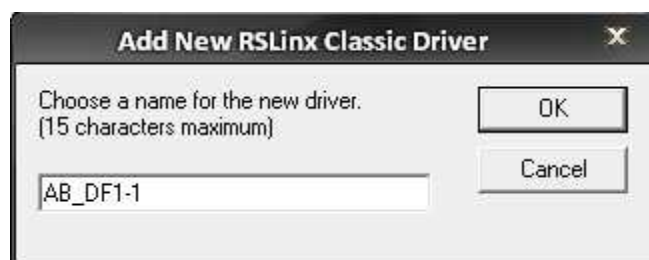 Add New RSLinx Classic Driver
Choose a name for the new driver.
(15 characters maximum)
OK
Cancel
AB_DF1-1